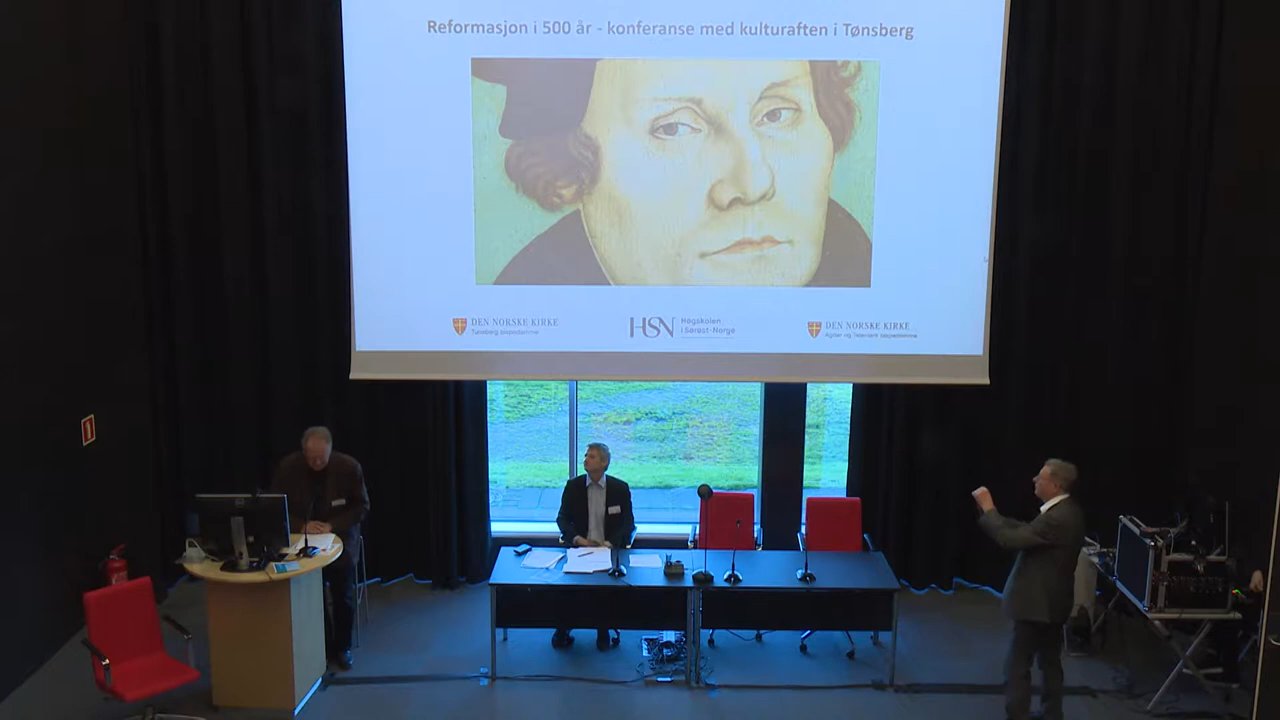 Reformasjon i 500 år - konferanse med kulturaften i Tønsberg
DEN NORSKE KIRKE
Tunsberg bispedømme
HSN Høgskolen
i Sørøst-Norge
DEN NORSKE KIRKE
Agder og Telemark bispedømme